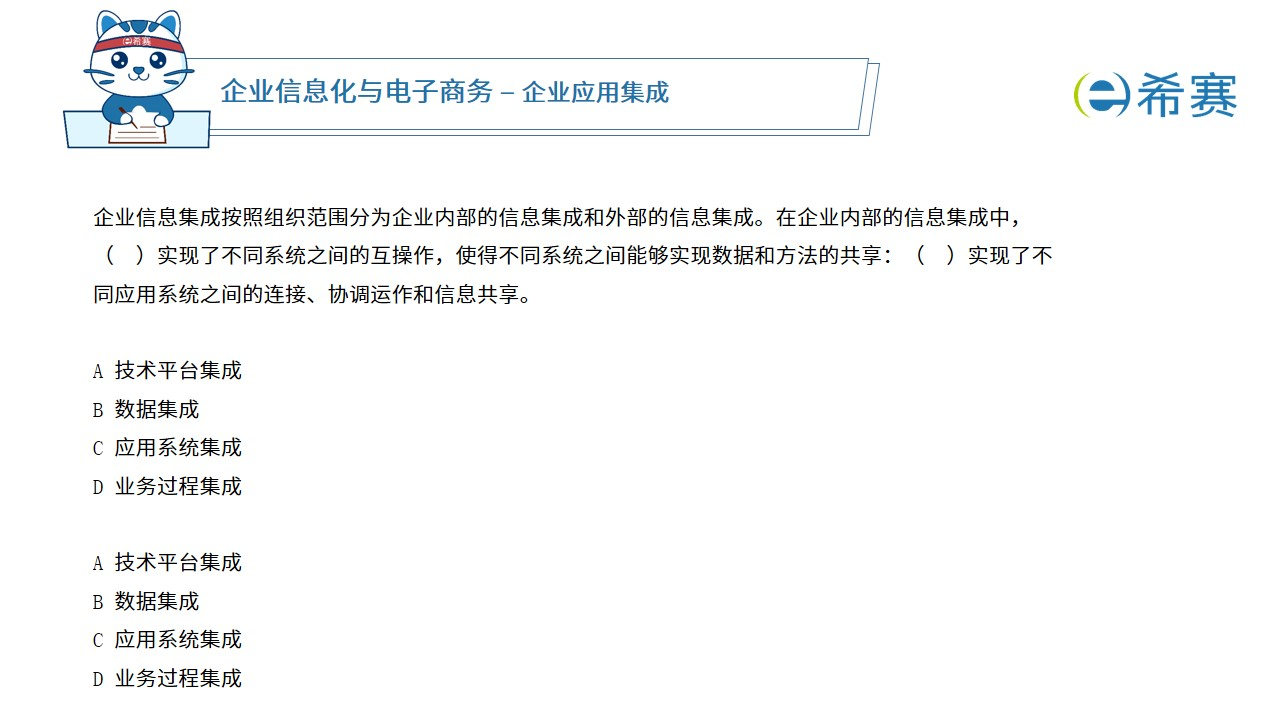 希赛
企业信息化与电子商务 – 企业应用集成
希赛
企业信息集成按照组织范围分为企业内部的信息集成和外部的信息集成。在企业内部的信息集成中，
（　）实现了不同系统之间的互操作，使得不同系统之间能够实现数据和方法的共享：（　）实现了不
同应用系统之间的连接、协调运作和信息共享。
A 技术平台集成
B 数据集成
C 应用系统集成
D 业务过程集成
A 技术平台集成
B 数据集成
C 应用系统集成
D 业务过程集成